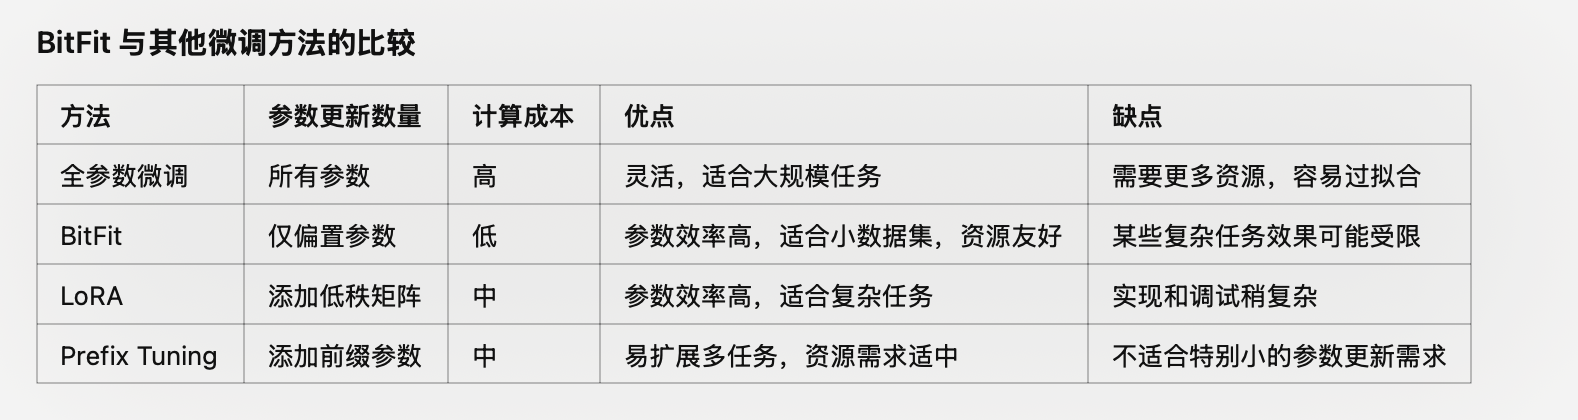 BitFit 与其他微调方法的比较
方法 参数更新数量 计算成本 优点 缺点
全参数微调 所有参数 高 灵活，适合大规模任务 需要更多资源，容易过拟合
BitFit 仅偏置参数 低 参数效率高，适合小数据集，资源友好 某些复杂任务效果可能受限
LoRA 添加低秩矩阵 中 参数效率高，适合复杂任务 实现和调试稍复杂
Prefix Tuning 添加前缀参数 中 易扩展多任务，资源需求适中 不适合特别小的参数更新需求